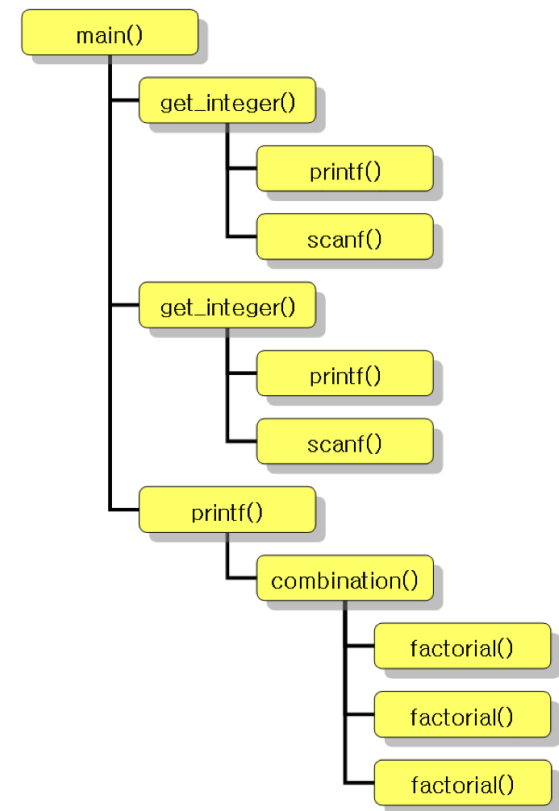 main()
get_integer()
printf()
scanf()
get_integer()
printf()
scanf()
printf()
combination()
factorial()
factorial()
factorial()